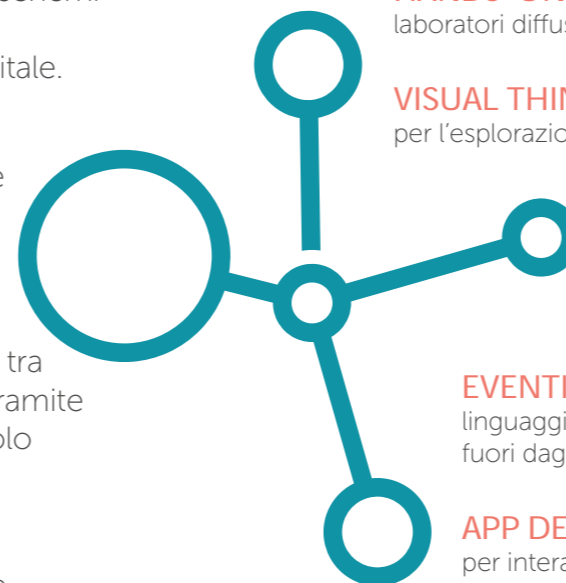 itale.
e
tra
ramite
olo
laboratori diffus
VISUAL THIN
per l'esplorazio
EVENTI
linguaggi
fuori dag
APP DE
per intera